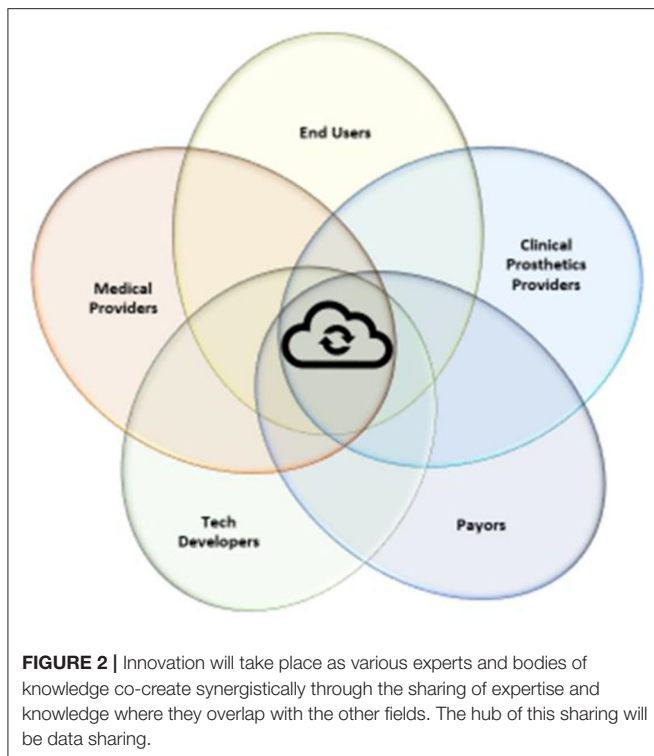 End Users
Clinical
Prosthetics
Providers
Medical
Providers
Tech
Developers
Payors
FIGURE 2 | Innovation will take place as various experts and bodies of
knowledge co-create synergistically through the sharing of expertise and
knowledge where they overlap with the other fields. The hub of this sharing will
be data sharing.